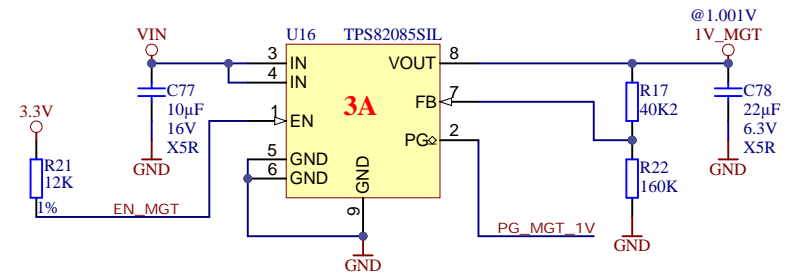 @1.001V
VIN
U16 TPS82085SIL
1V_MGT
3 IN
VOUT 8
4 IN
C77
10µF
16V
X5R
R17
40K2
C78
22µF
6.3V
X5R
7
FB
3A
3.3V
1 EN
2
PG
GND
5 GND
6 GND
GND
R21
12K
1%
R22
160K
GND
EN_MGT
9
PG_MGT_1V
GND
GND